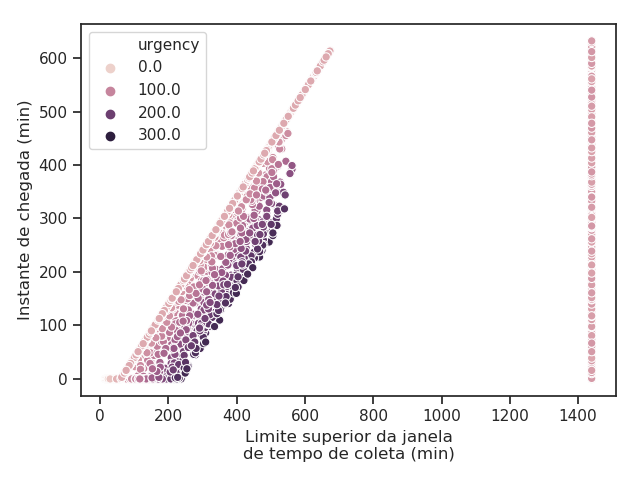 urgency
0.0
100.0
200.0
300.0
600
500
400
300
200
100
0
Instante de chegada (min)
0 200 400 600 800 1000 1200 1400
Limite superior da janela
de tempo de coleta (min)